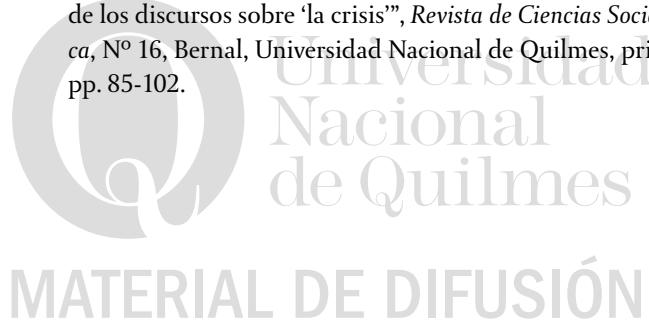 de los discursos sobre ‘la crisis’”, Revista de Ciencias Socia
ca, Nº 16, Bernal, Universidad Nacional de Quilmes, pri
pp. 85-102.
Universidad
Nacional
de Quilmes
MATERIAL DE DIFUSIÓN